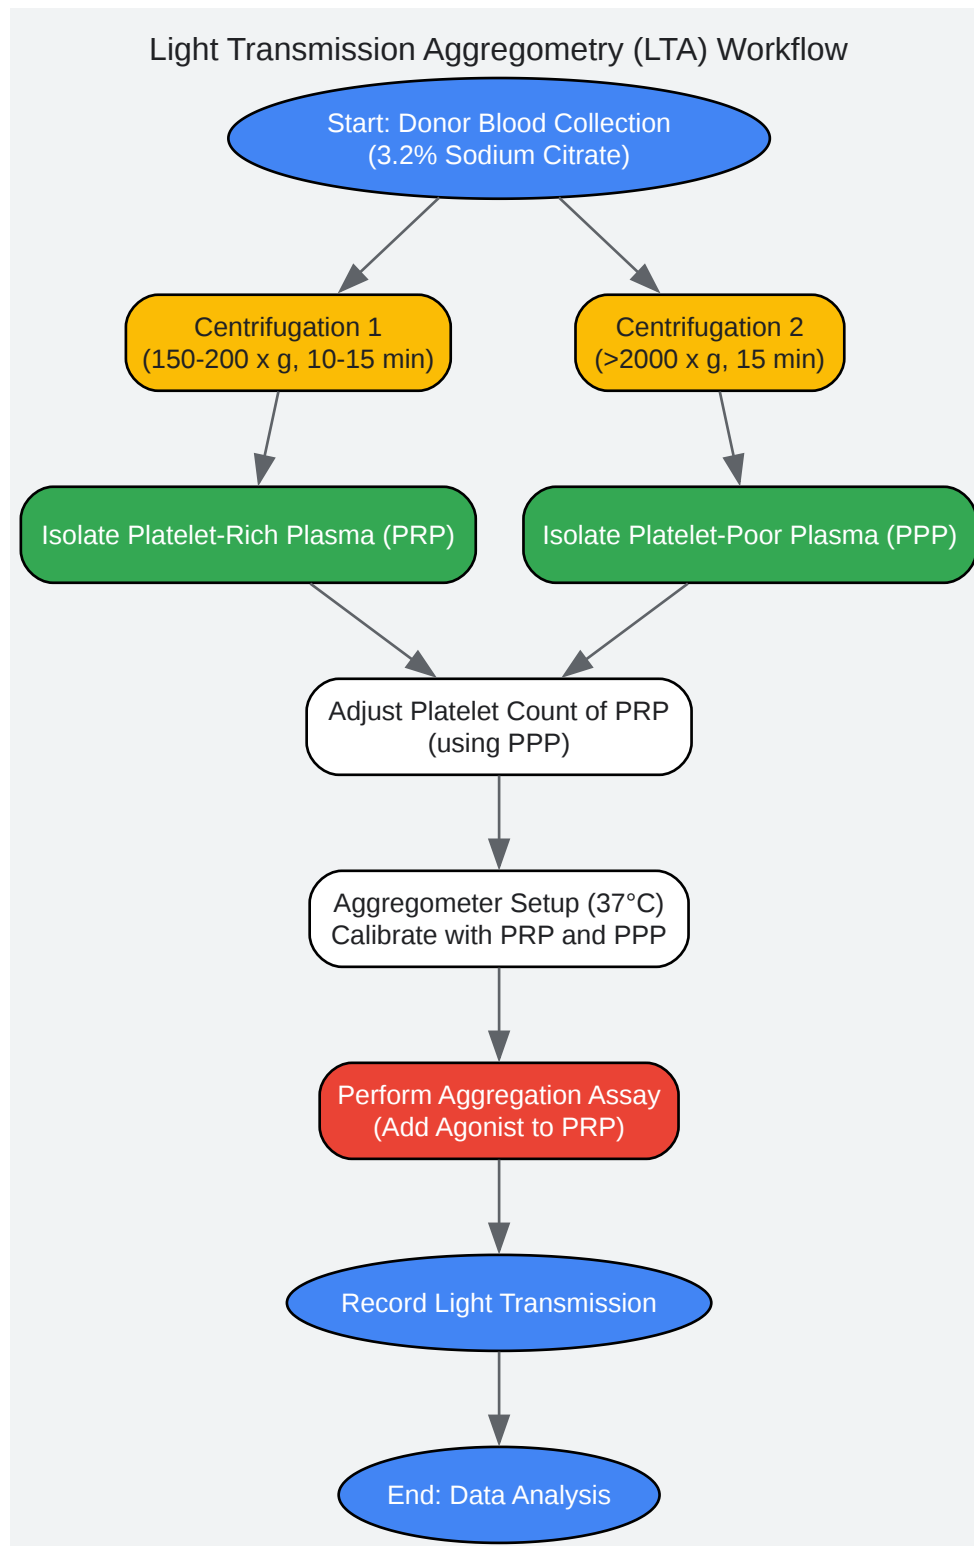 Light Transmission Aggregometry (LTA) Workflow
Start: Donor Blood Collection
(3.2% Sodium Citrate)
Centrifugation 1
(150-200 x g, 10-15 min)
Centrifugation 2
(>2000 x g, 15 min)
Isolate Platelet-Rich Plasma (PRP)
Isolate Platelet-Poor Plasma (PPP)
Adjust Platelet Count of PRP
(using PPP)
Aggregometer Setup (37°C)
Calibrate with PRP and PPP
Perform Aggregation Assay
(Add Agonist to PRP)
Record Light Transmission
End: Data Analysis